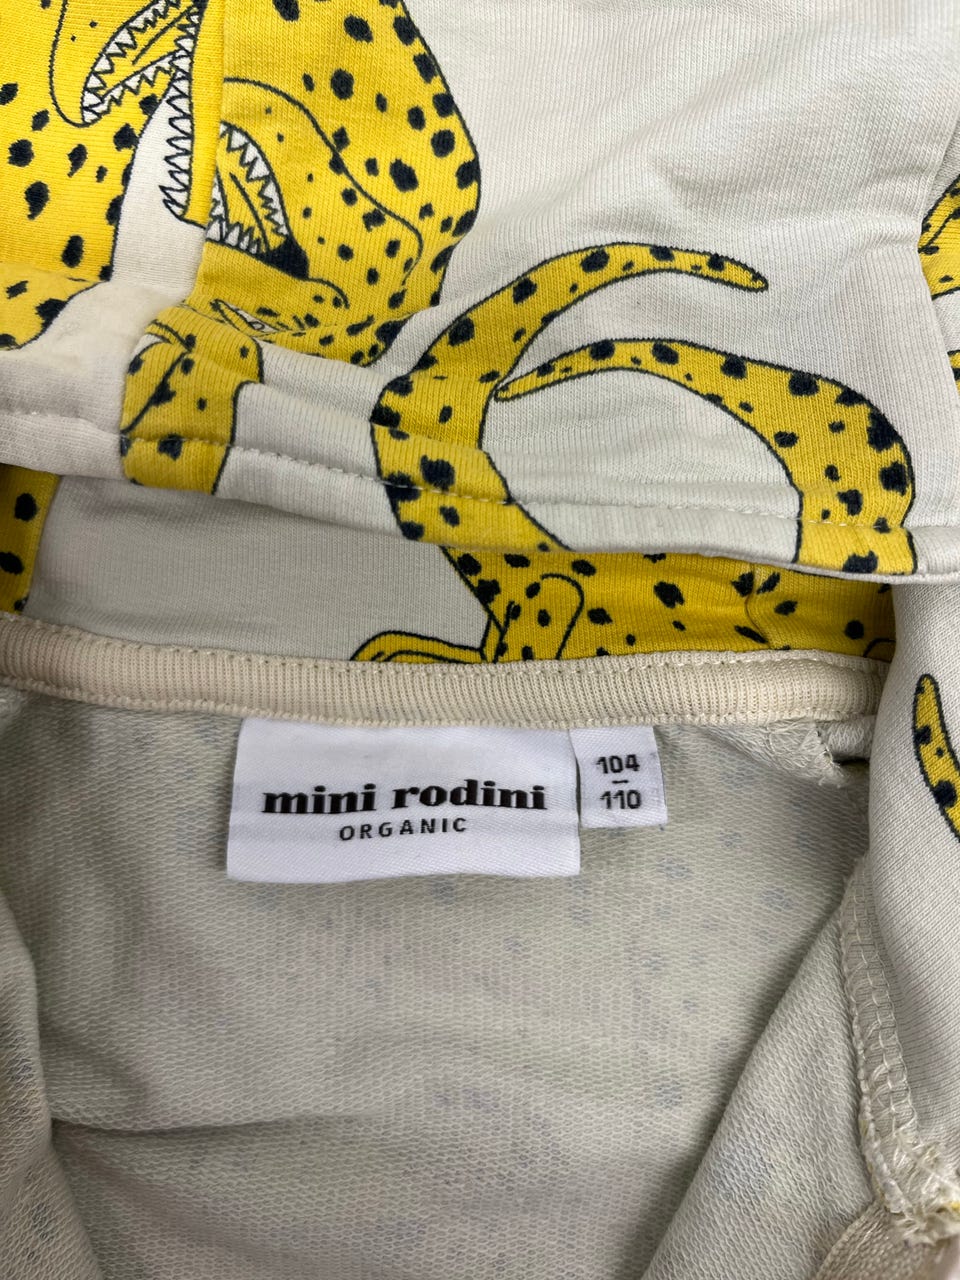 mini rodini
ORGANIC
104
–
110